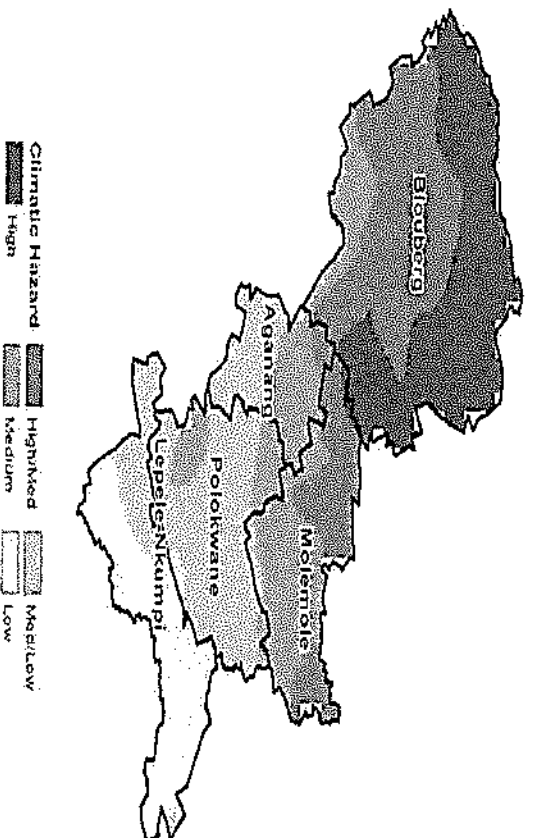 Blouberg
Aganang
Molemole
Polokwane
Lepele-Nkumpi
Climatic Hazard
High
High/Med
Medium
Med/Low
Low